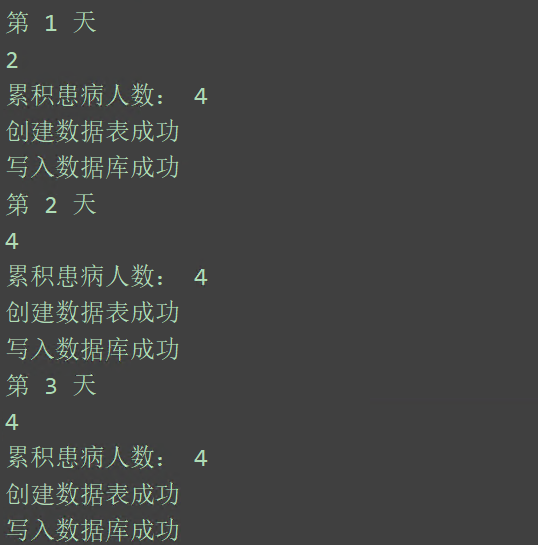 第 1 天
2
累积患病人数： 4
创建数据表成功
写入数据库成功
第 2 天
4
累积患病人数： 4
创建数据表成功
写入数据库成功
第 3 天
4
累积患病人数： 4
创建数据表成功
写入数据库成功